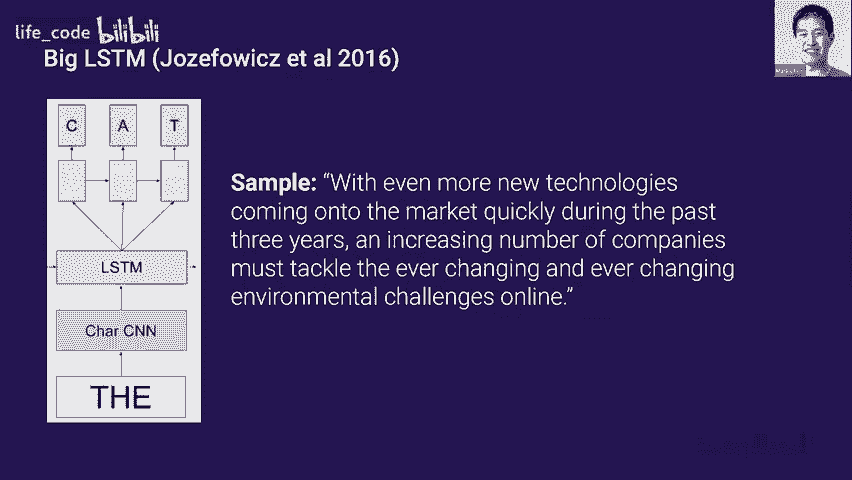 life_code bilibili
Big LSTM (Jozefowicz et al 2016)
C A T
LSTM
Char CNN
THE
Sample: “With even more new technologies
coming onto the market quickly during the past
three years, an increasing number of companies
must tackle the ever changing and ever changing
environmental challenges online.”